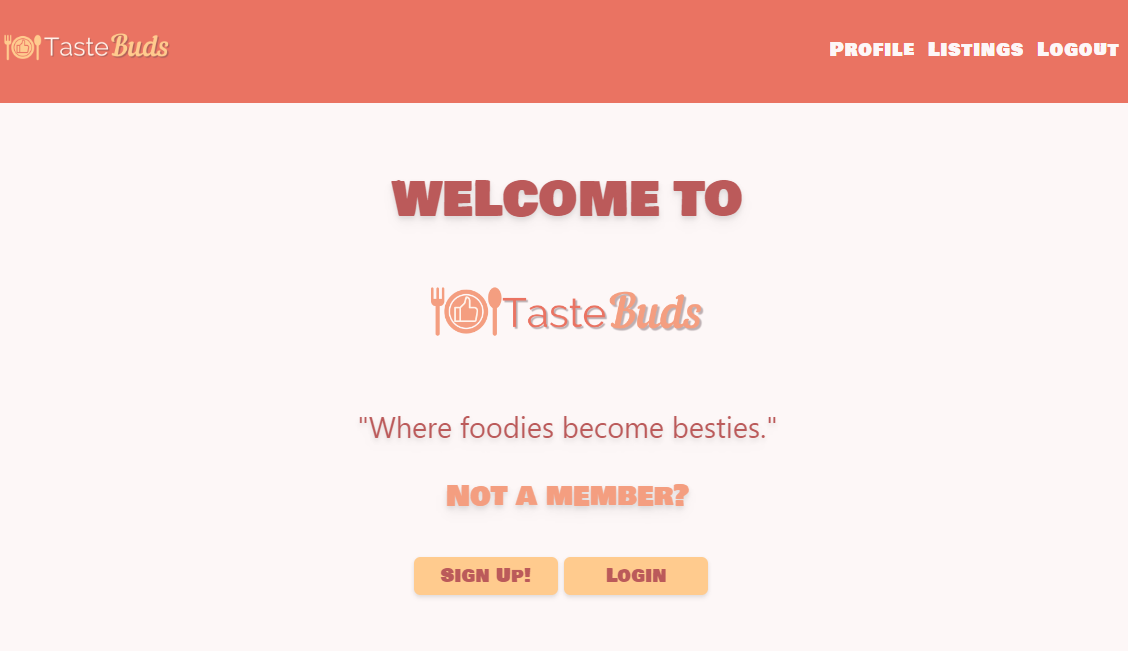 TasteBuds
Profile Listings Logout
WELCOME TO
TasteBuds
"Where foodies become besties."
Not a member?
Sign Up! Login